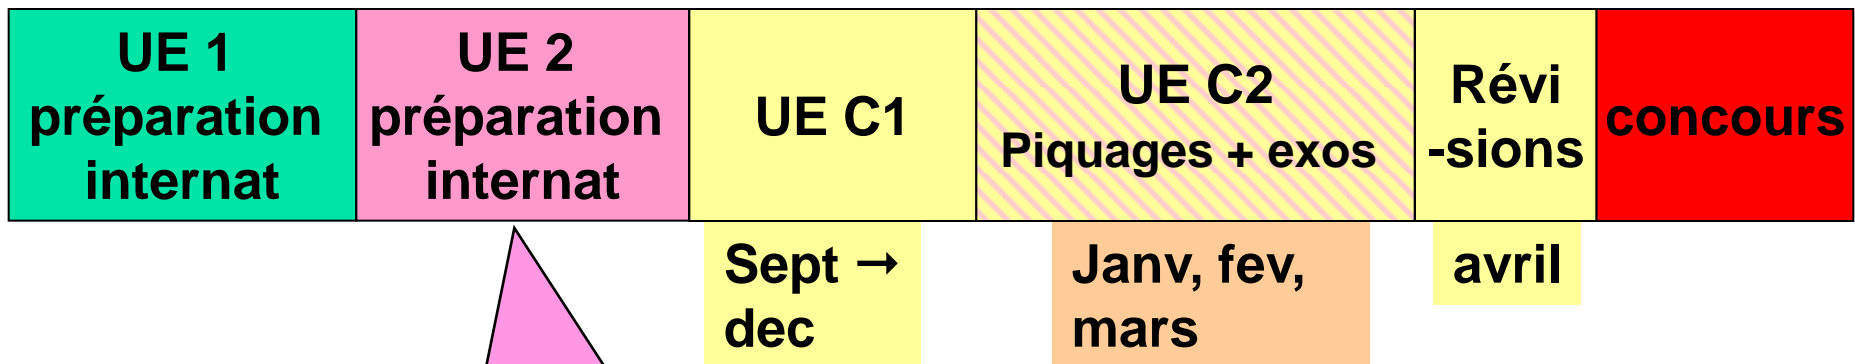 UE 1
préparation
internat
UE 2
préparation
internat
UE C1
UE C2
Piquages + exos
Révi
-sions
concours
Sept →
dec
Janv, fev,
mars
avril